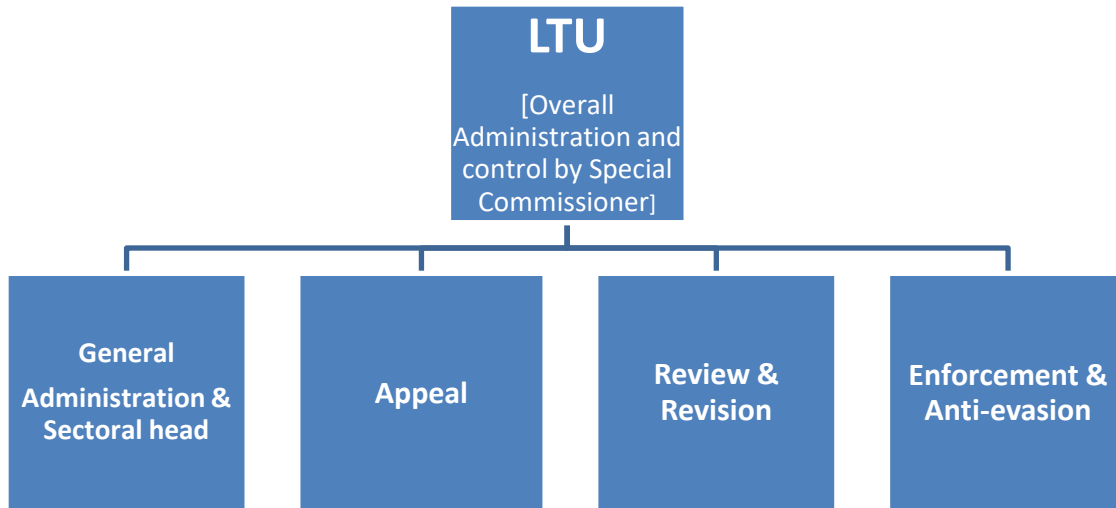 LTU
[Overall
Administration and
control by Special
Commissioner]
General
Administration &
Sectoral head
Appeal
Review &
Revision
Enforcement &
Anti-evasion